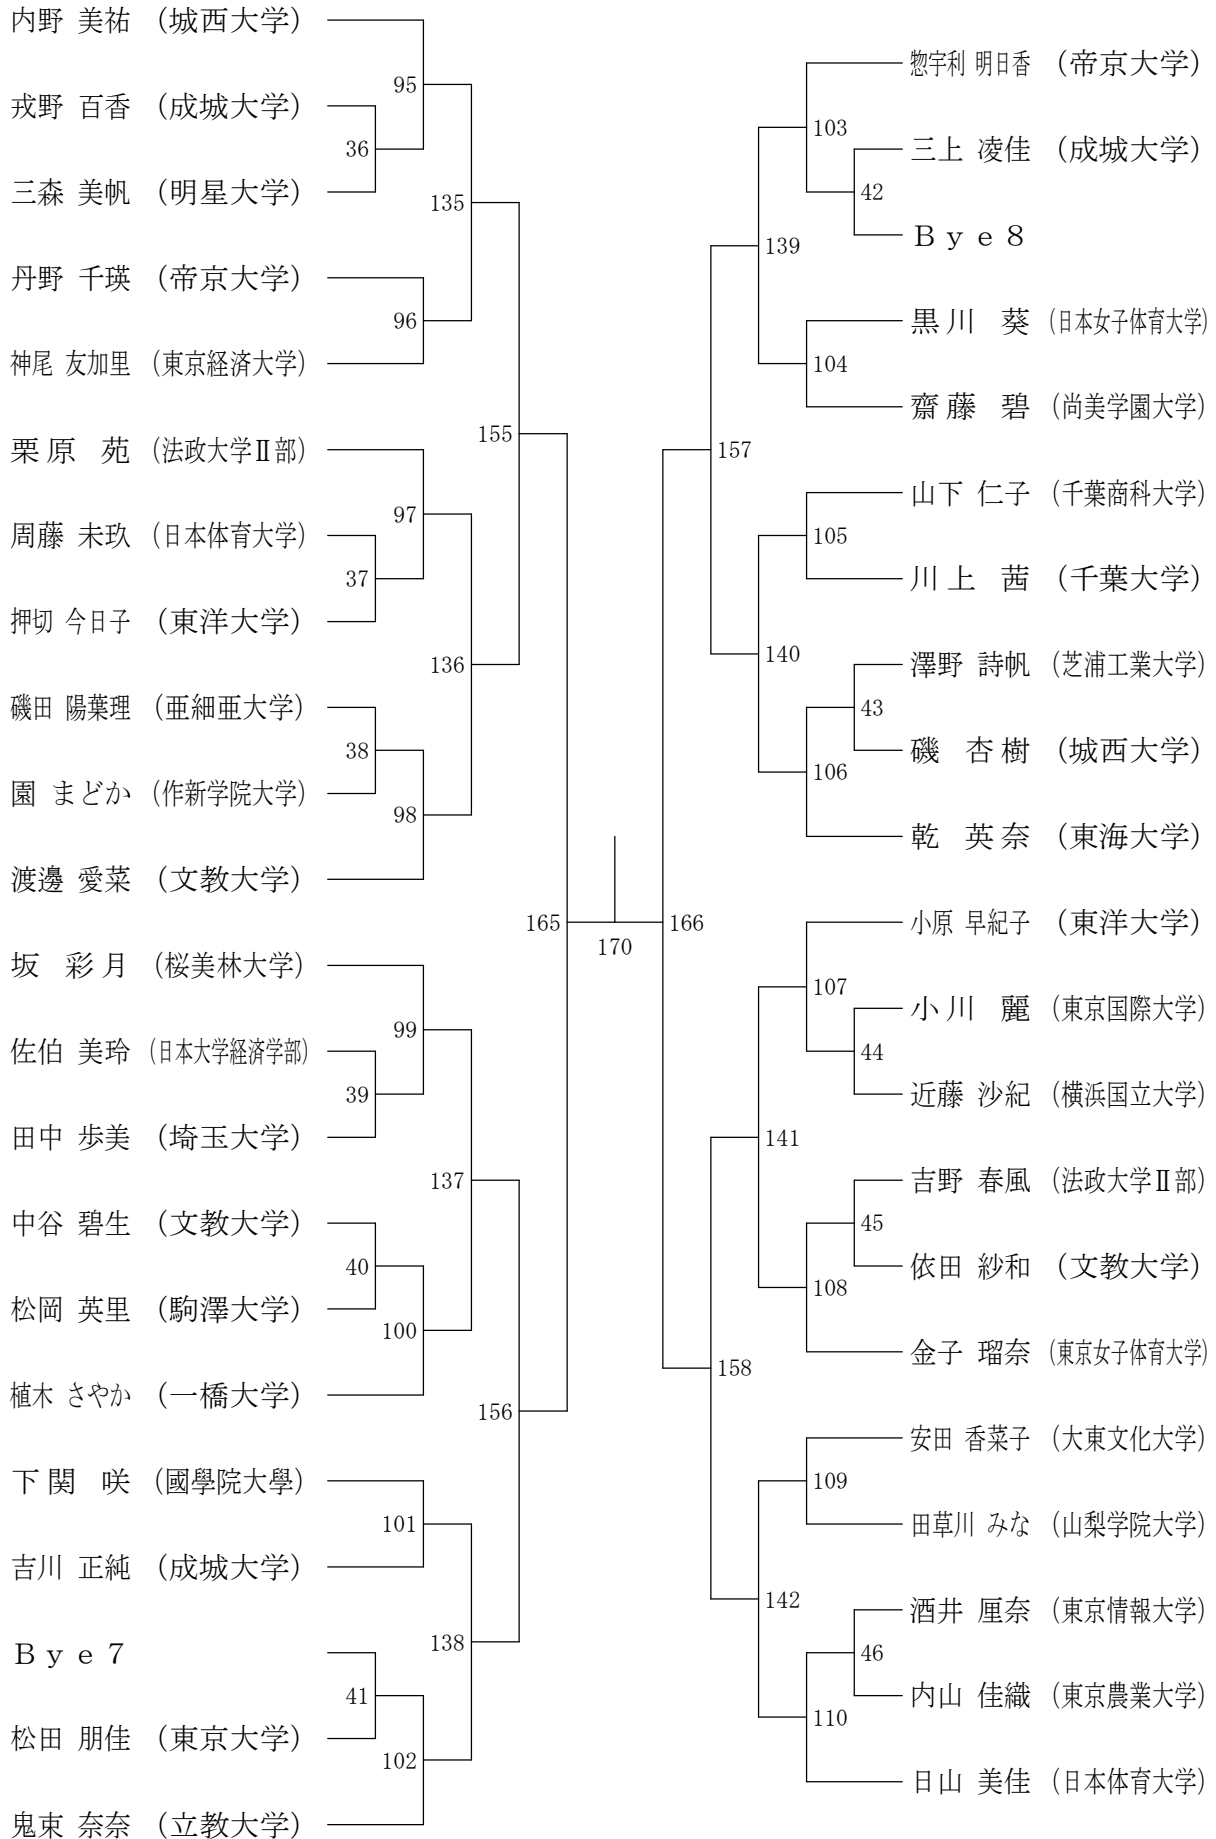 内野 美祐 （城西大学）
95
戎野 百香 （成城大学）
36
三森 美帆 （明星大学）
135
丹野 千瑛 （帝京大学）
96
神尾 友加里 （東京経済大学）
155
栗原 苑 （法政大学Ⅱ部）
97
周藤 未玖 （日本体育大学）
37
押切 今日子 （東洋大学）
136
磯田 陽葉理 （亜細亜大学）
38
園 まどか （作新学院大学）
98
渡邊 愛菜 （文教大学）
165
坂 彩月 （桜美林大学）
99
佐伯 美玲 （日本大学経済学部）
39
田中 歩美 （埼玉大学）
137
中谷 碧生 （文教大学）
40
松岡 英里 （駒澤大学）
100
植木 さやか （一橋大学）
156
下関 咲 （國學院大學）
101
吉川 正純 （成城大学）
138
Ｂｙｅ７
41
松田 朋佳 （東京大学）
102
鬼束 奈奈 （立教大学）
170
惣宇利 明日香 （帝京大学）
103
三上 凌佳 （成城大学）
42
Ｂｙｅ８
139
黒川 葵 （日本女子体育大学）
104
齋藤 碧 （尚美学園大学）
157
山下 仁子 （千葉商科大学）
105
川上 茜 （千葉大学）
140
澤野 詩帆 （芝浦工業大学）
43
磯 杏樹 （城西大学）
106
乾 英奈 （東海大学）
166
小原 早紀子 （東洋大学）
107
小川 麗 （東京国際大学）
44
近藤 沙紀 （横浜国立大学）
141
吉野 春風 （法政大学Ⅱ部）
45
依田 紗和 （文教大学）
108
金子 瑠奈 （東京女子体育大学）
158
安田 香菜子 （大東文化大学）
109
田草川 みな （山梨学院大学）
142
酒井 厘奈 （東京情報大学）
46
内山 佳織 （東京農業大学）
110
日山 美佳 （日本体育大学）